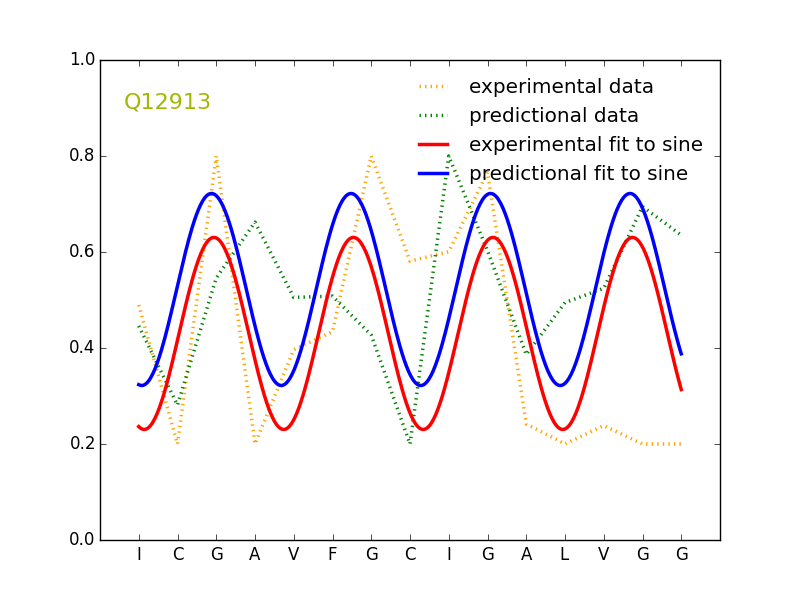 1.0
0.8
0.6
0.4
0.2
0.0
Q12913
experimental data
predictional data
experimental fit to sine
predictional fit to sine
I C G A V F G C I G A L V G G